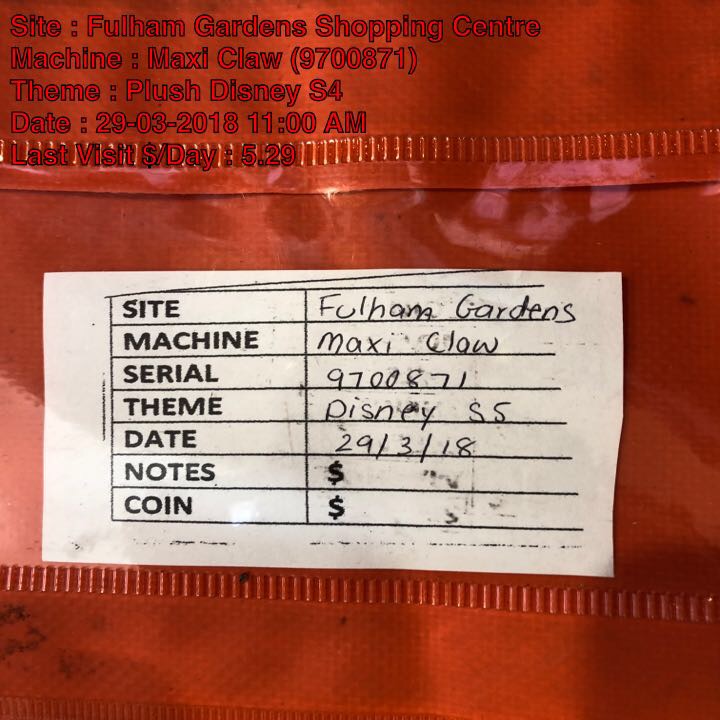 Site : Fulham Gardens Shopping Centre
Machine : Maxi Claw (9700871)
Theme : Plush Disney S4
Date : 29-03-2018 11:00 AM
Last Visit $/Day : 5.29
SITE Fulham Gardens
MACHINE Maxi Claw
SERIAL 9700871
THEME Disney S5
DATE 29/3/18
NOTES $
COIN $